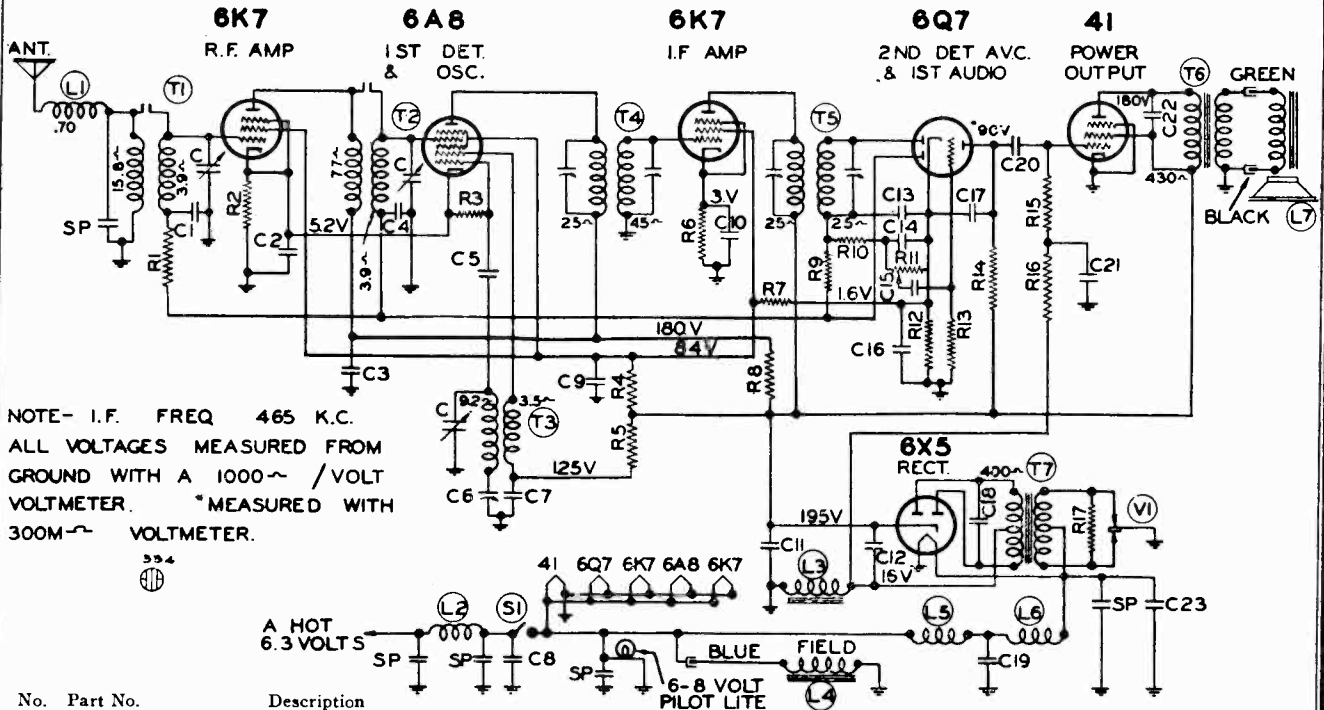 6K7 6A8 6K7 6Q7 41
R.F. AMP 1ST DET. & OSC. I.F AMP 2ND DET. A.V.C. & 1ST AUDIO POWER OUTPUT
ANT.
L1
.70
T1
15.8~
3.9~
C
SP
C1
R1
R2
C2
5.2V
77~
T2
C
C4
3.9~
R3
C5
C3
T4
25~
45~
3.V
R6
C10
T5
25~
25~
R7
R9
R10
C13
C14
R11
C15
1.6V
C16
R12
R13
*90V
C17
C20
R14
R15
R16
C21
180V
C22
T6
430~
GREEN
BLACK
L7
180V
84V
C9
R4
R5
R8
C
9.2~
3.5~
T3
C6
C7
125V
NOTE- I.F. FREQ 465 K.C.
ALL VOLTAGES MEASURED FROM
GROUND WITH A 1000~ /VOLT
VOLTMETER. *MEASURED WITH
300M~ VOLTMETER.
334
6X5
RECT.
195V
C11
C12
15V
L3
C18
400~
T7
R17
V1
SP
C23
41 6Q7 6K7 6A8 6K7
A HOT
6.3 VOLTS
L2
S1
SP
SP
C8
SP
6-8 VOLT
PILOT LITE
BLUE
FIELD
L4
L5
L6
C19
No. Part No. Description